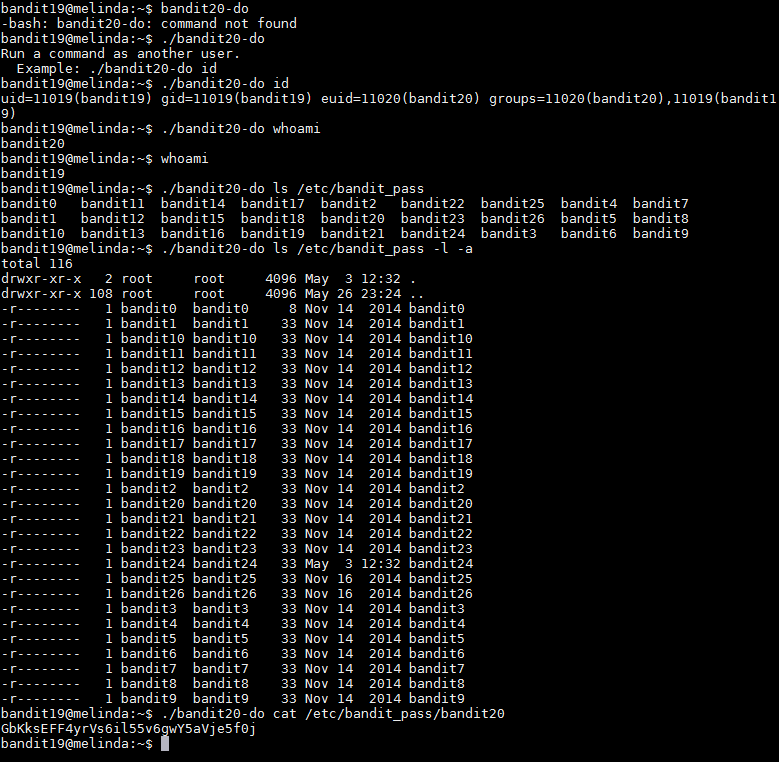 bandit19@melinda:~$ bandit20-do
-bash: bandit20-do: command not found
bandit19@melinda:~$ ./bandit20-do
Run a command as another user.
  Example: ./bandit20-do id
bandit19@melinda:~$ ./bandit20-do id
uid=11019(bandit19) gid=11019(bandit19) euid=11020(bandit20) groups=11020(bandit20),11019(bandit1
9)
bandit19@melinda:~$ ./bandit20-do whoami
bandit20
bandit19@melinda:~$ whoami
bandit19
bandit19@melinda:~$ ./bandit20-do ls /etc/bandit_pass
bandit0   bandit11  bandit14  bandit17  bandit2   bandit22  bandit25  bandit4  bandit7
bandit1   bandit12  bandit15  bandit18  bandit20  bandit23  bandit26  bandit5  bandit8
bandit10  bandit13  bandit16  bandit19  bandit21  bandit24  bandit3   bandit6  bandit9
bandit19@melinda:~$ ./bandit20-do ls /etc/bandit_pass -l -a
total 116
drwxr-xr-x   2 root     root     4096 May  3 12:32 .
drwxr-xr-x 108 root     root     4096 May 26 23:24 ..
-r--------   1 bandit0  bandit0     8 Nov 14  2014 bandit0
-r--------   1 bandit1  bandit1    33 Nov 14  2014 bandit1
-r--------   1 bandit10 bandit10   33 Nov 14  2014 bandit10
-r--------   1 bandit11 bandit11   33 Nov 14  2014 bandit11
-r--------   1 bandit12 bandit12   33 Nov 14  2014 bandit12
-r--------   1 bandit13 bandit13   33 Nov 14  2014 bandit13
-r--------   1 bandit14 bandit14   33 Nov 14  2014 bandit14
-r--------   1 bandit15 bandit15   33 Nov 14  2014 bandit15
-r--------   1 bandit16 bandit16   33 Nov 14  2014 bandit16
-r--------   1 bandit17 bandit17   33 Nov 14  2014 bandit17
-r--------   1 bandit18 bandit18   33 Nov 14  2014 bandit18
-r--------   1 bandit19 bandit19   33 Nov 14  2014 bandit19
-r--------   1 bandit2  bandit2    33 Nov 14  2014 bandit2
-r--------   1 bandit20 bandit20   33 Nov 14  2014 bandit20
-r--------   1 bandit21 bandit21   33 Nov 14  2014 bandit21
-r--------   1 bandit22 bandit22   33 Nov 14  2014 bandit22
-r--------   1 bandit23 bandit23   33 Nov 14  2014 bandit23
-r--------   1 bandit24 bandit24   33 May  3 12:32 bandit24
-r--------   1 bandit25 bandit25   33 Nov 16  2014 bandit25
-r--------   1 bandit26 bandit26   33 Nov 16  2014 bandit26
-r--------   1 bandit3  bandit3    33 Nov 14  2014 bandit3
-r--------   1 bandit4  bandit4    33 Nov 14  2014 bandit4
-r--------   1 bandit5  bandit5    33 Nov 14  2014 bandit5
-r--------   1 bandit6  bandit6    33 Nov 14  2014 bandit6
-r--------   1 bandit7  bandit7    33 Nov 14  2014 bandit7
-r--------   1 bandit8  bandit8    33 Nov 14  2014 bandit8
-r--------   1 bandit9  bandit9    33 Nov 14  2014 bandit9
bandit19@melinda:~$ ./bandit20-do cat /etc/bandit_pass/bandit20
GbKksEFF4yrVs6il55v6gwY5aVje5f0j
bandit19@melinda:~$